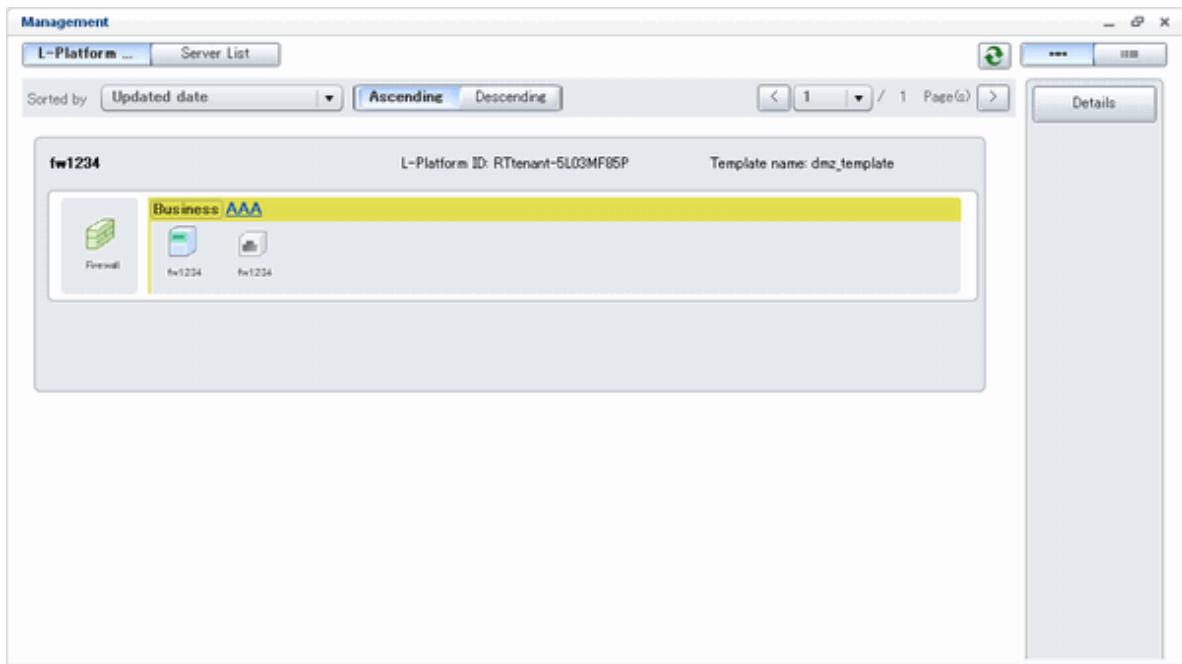 Management
L-Platform ... Server List
Sorted by Updated date Ascending Descending < 1 / 1 Page(s) > Details
fw1234 L-Platform ID: RTtenant-5L03MF85P Template name: dmz_template
Business AAA
Firewall fw1234 fw1234